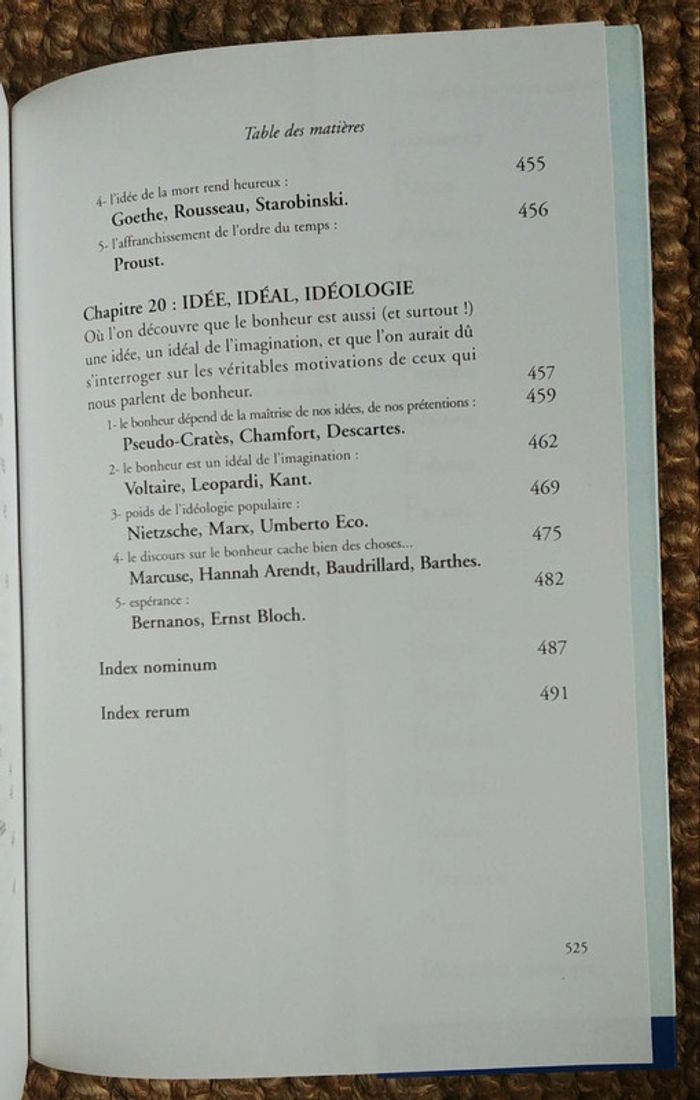 Table des matières
4- l'idée de la mort rend heureux :
Goethe, Rousseau, Starobinski. 455
5- l'affranchissement de l'ordre du temps :
Proust. 456
Chapitre 20 : IDÉE, IDÉAL, IDÉOLOGIE
Où l'on découvre que le bonheur est aussi (et surtout !)
une idée, un idéal de l'imagination, et que l'on aurait dû
s'interroger sur les véritables motivations de ceux qui
nous parlent de bonheur. 457
1- le bonheur dépend de la maîtrise de nos idées, de nos prétentions :
Pseudo-Cratès, Chamfort, Descartes. 459
2- le bonheur est un idéal de l'imagination :
Voltaire, Leopardi, Kant. 462
3- poids de l'idéologie populaire :
Nietzsche, Marx, Umberto Eco. 469
4- le discours sur le bonheur cache bien des choses...
Marcuse, Hannah Arendt, Baudrillard, Barthes. 475
5- espérance :
Bernanos, Ernst Bloch. 482
Index nominum 487
Index rerum 491
525